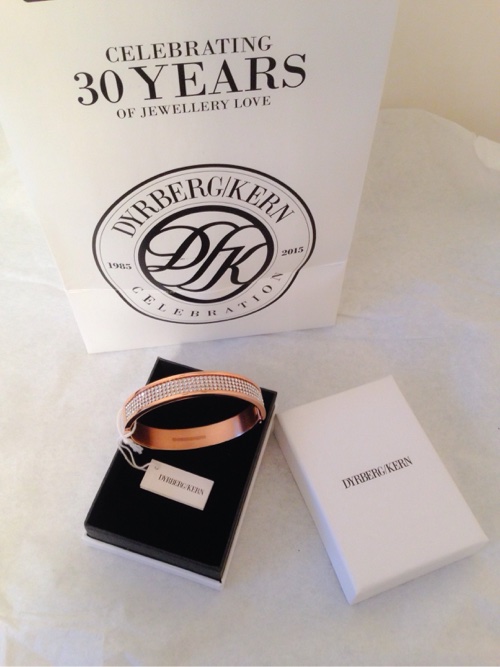 CELEBRATING
30 YEARS
OF JEWELLERY LOVE
DYRBERG/KERN
1985
DK
2015
CELEBRATION
DYRBERG/KERN
DYRBERG/KERN